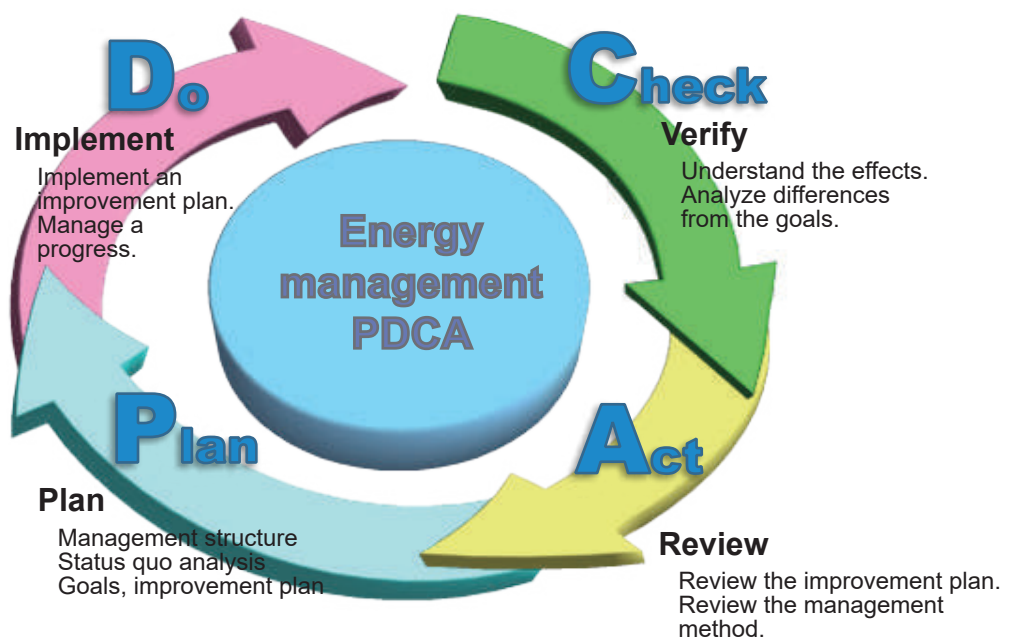 Do
Implement
Implement an
improvement plan.
Manage a
progress.
Check
Verify
Understand the effects.
Analyze differences
from the goals.
Energy
management
PDCA
Plan
Plan
Management structure
Status quo analysis
Goals, improvement plan
Act
Review
Review the improvement plan.
Review the management
method.